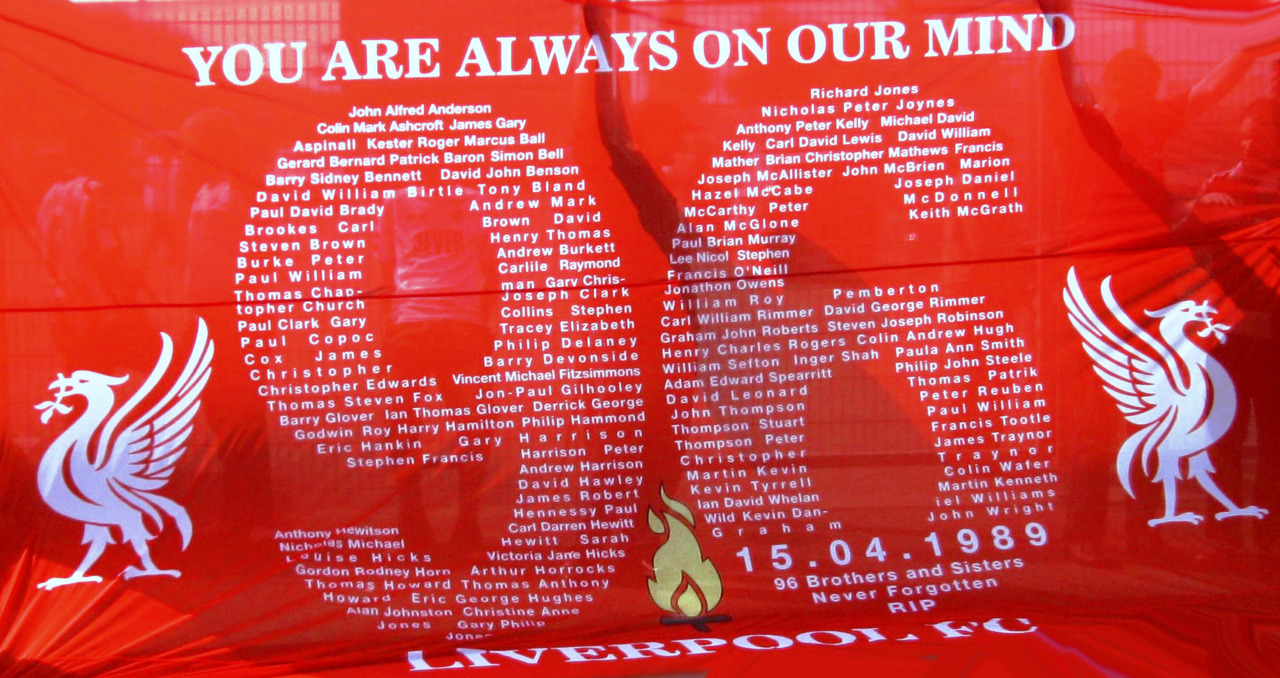 YOU ARE ALWAYS ON OUR MIND
John Alfred Anderson
Colin Mark Ashcroft James Gary
Aspinall Kester Roger Marcus Ball
Gerard Bernard Patrick Baron Simon Bell
Barry Sidney Bennett David John Benson
David William Birtle Tony Bland
Paul David Brady Andrew Mark
Brookes Carl Brown David
Steven Brown Henry Thomas
Burke Peter Andrew Burkett
Paul William Carlile Raymond
Thomas Chap- man Gary Chris-
topher Church Joseph Clark
Paul Clark Gary Collins Stephen
Paul Copoc Tracey Elizabeth
Cox James Philip Delaney
Christopher Barry Devonside
Christopher Edwards Vincent Michael Fitzsimmons
Thomas Steven Fox Jon-Paul Gilhooley
Barry Glover Ian Thomas Glover Derrick George
Godwin Roy Harry Hamilton Philip Hammond
Eric Hankin Gary Harrison
Stephen Francis Harrison Peter
Andrew Harrison
David Hawley
James Robert
Hennessy Paul
Anthony Hewitson Carl Darren Hewitt
Nicholas Michael Hewitt Sarah
Louise Hicks Victoria Jane Hicks
Gordon Rodney Horn Arthur Horrocks
Thomas Howard Thomas Anthony
Howard Eric George Hughes
Alan Johnston Christine Anne
Jones Gary Philip
Jones
Richard Jones
Nicholas Peter Joynes
Anthony Peter Kelly Michael David
Kelly Carl David Lewis David William
Mather Brian Christopher Mathews Francis
Joseph McAllister John McBrien Marion
Hazel McCabe Joseph Daniel
McCarthy Peter McDonnell
Alan McGlone Keith McGrath
Paul Brian Murray
Lee Nicol Stephen
Francis O'Neill
Jonathon Owens
William Roy Pemberton
Carl William Rimmer David George Rimmer
Graham John Roberts Steven Joseph Robinson
Henry Charles Rogers Colin Andrew Hugh
William Sefton Inger Shah Paula Ann Smith
Adam Edward Spearritt Philip John Steele
David Leonard Thomas Patrik
John Thompson Peter Reuben
Thompson Stuart Paul William
Thompson Peter Francis Tootle
Christopher James Traynor
Martin Kevin Traynor
Kevin Tyrrell Colin Wafer
Ian David Whelan Martin Kenneth
Wild Kevin Dan- iel Williams
Graham John Wright
15.04.1989
96 Brothers and Sisters
Never Forgotten
RIP
LIVERPOOL FC